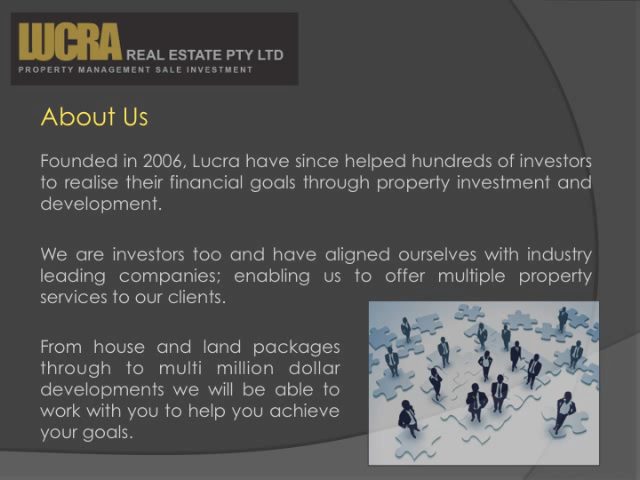 LUCRA REAL ESTATE PTY LTD
PROPERTY MANAGEMENT SALE INVESTMENT
About Us
Founded in 2006, Lucra have since helped hundreds of investors
to realise their financial goals through property investment and
development.
We are investors too and have aligned ourselves with industry
leading companies; enabling us to offer multiple property
services to our clients.
From house and land packages
through to multi million dollar
developments we will be able to
work with you to help you achieve
your goals.